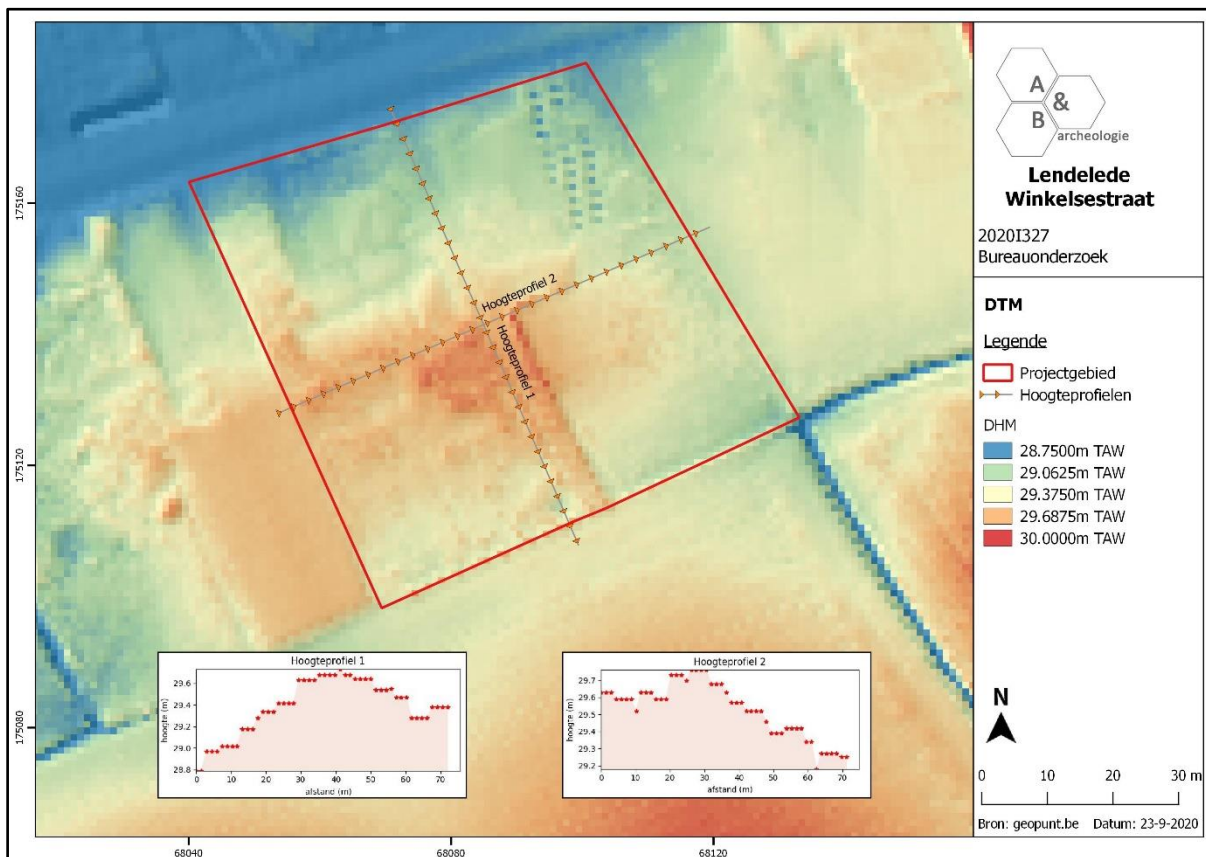 175160
175120
175080
68040
68080
68120
Hoogteprofiel 2
Hoogteprofiel 1
Hoogteprofiel 1
hoogte (m)
29.6
29.4
29.2
29.0
28.8
0 10 20 30 40 50 60 70
afstand (m)
Hoogteprofiel 2
hoogte (m)
29.7
29.6
29.5
29.4
29.3
29.2
0 10 20 30 40 50 60 70
afstand (m)
A
&
B
archeologie
Lendelede
Winkelsestraat
2020I327
Bureauonderzoek
DTM
Legende
Projectgebied
Hoogteprofielen
DHM
28.7500m TAW
29.0625m TAW
29.3750m TAW
29.6875m TAW
30.0000m TAW
N
0 10 20 30 m
Bron: geopunt.be Datum: 23-9-2020